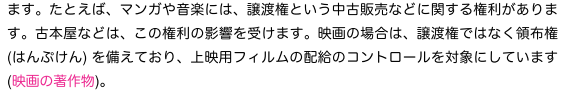 ます。たとえば、マンガや音楽には、譲渡権という中古販売などに関する権利がありま
す。古本屋などは、この権利の影響を受けます。映画の場合は、譲渡権ではなく頒布権
(はんぷけん) を備えており、上映用フィルムの配給のコントロールを対象にしています
(映画の著作物)。